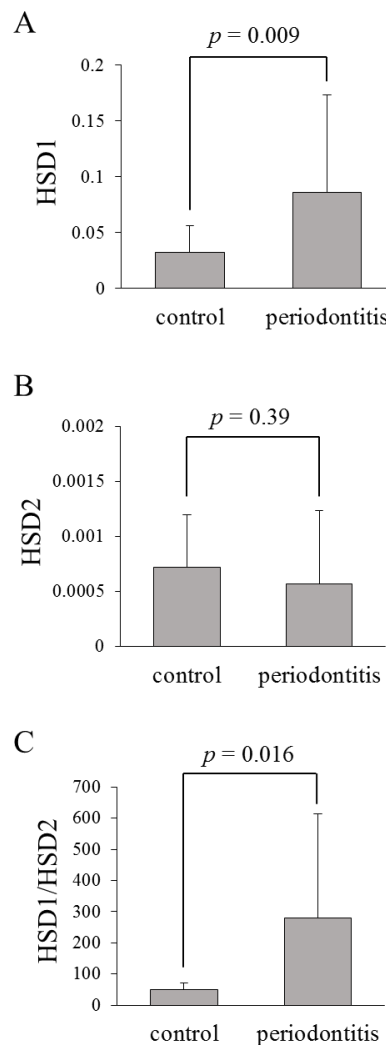 A
p = 0.009
0.2
0.15
0.1
0.05
0
HSD1
control periodontitis
B
p = 0.39
0.002
0.0015
0.001
0.0005
0
HSD2
control periodontitis
C
p = 0.016
700
600
500
400
300
200
100
0
HSD1/HSD2
control periodontitis